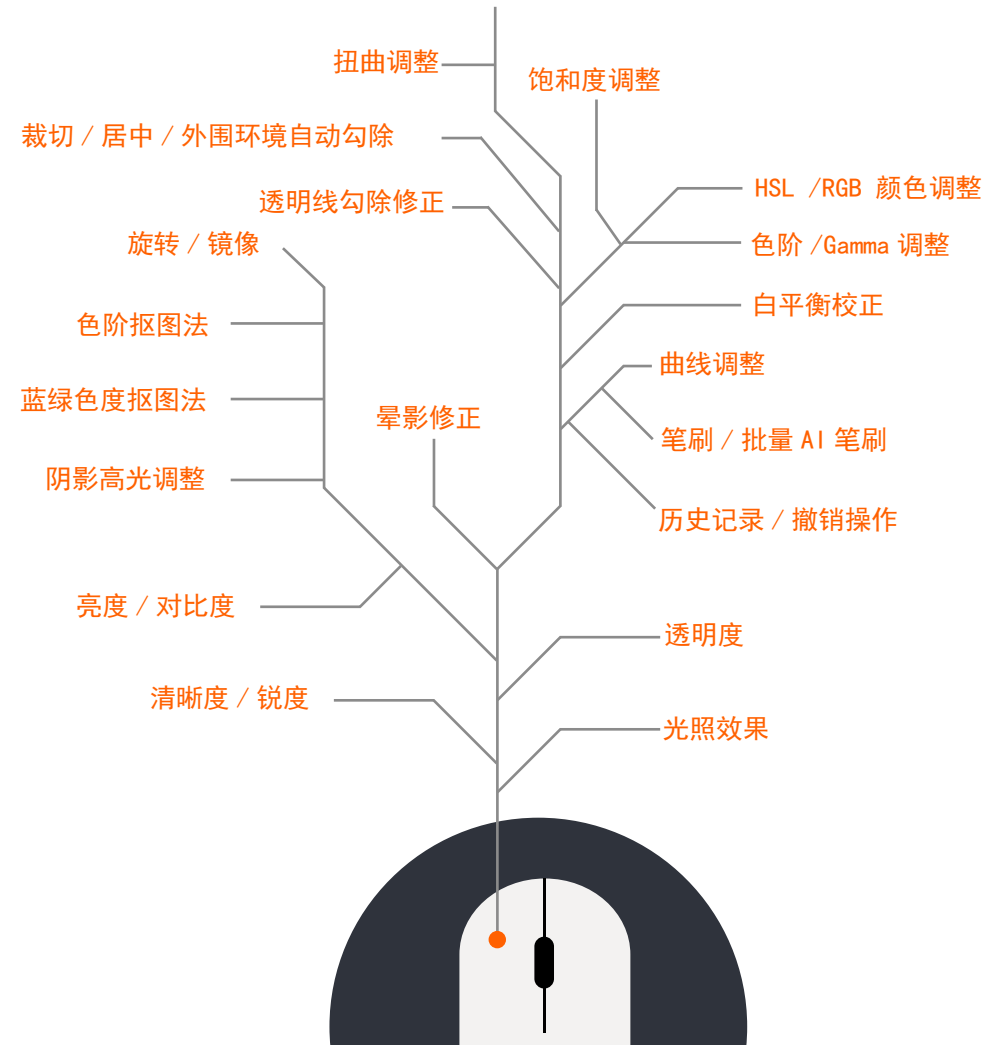 扭曲调整
饱和度调整
裁切 / 居中 / 外围环境自动勾除
HSL /RGB 颜色调整
透明线勾除修正
旋转 / 镜像
色阶 /Gamma 调整
白平衡校正
色阶抠图法
曲线调整
蓝绿色度抠图法
晕影修正
笔刷 / 批量 AI 笔刷
阴影高光调整
历史记录 / 撤销操作
亮度 / 对比度
透明度
清晰度 / 锐度
光照效果